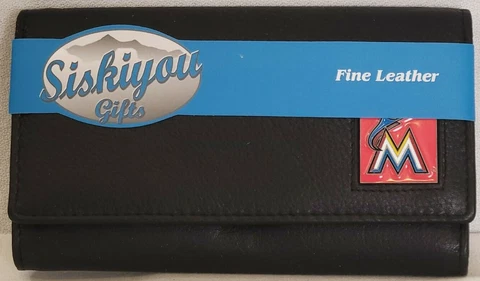 Siskiyou
Gifts
Fine Leather
M